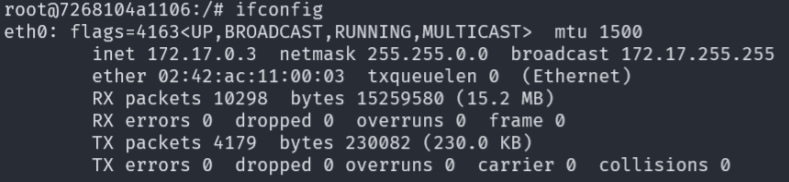 root@7268104a1106:/# ifconfig
eth0: flags=4163<UP,BROADCAST,RUNNING,MULTICAST>  mtu 1500
        inet 172.17.0.3  netmask 255.255.0.0  broadcast 172.17.255.255
        ether 02:42:ac:11:00:03  txqueuelen 0  (Ethernet)
        RX packets 10298  bytes 15259580 (15.2 MB)
        RX errors 0  dropped 0  overruns 0  frame 0
        TX packets 4179  bytes 230082 (230.0 KB)
        TX errors 0  dropped 0 overruns 0  carrier 0  collisions 0